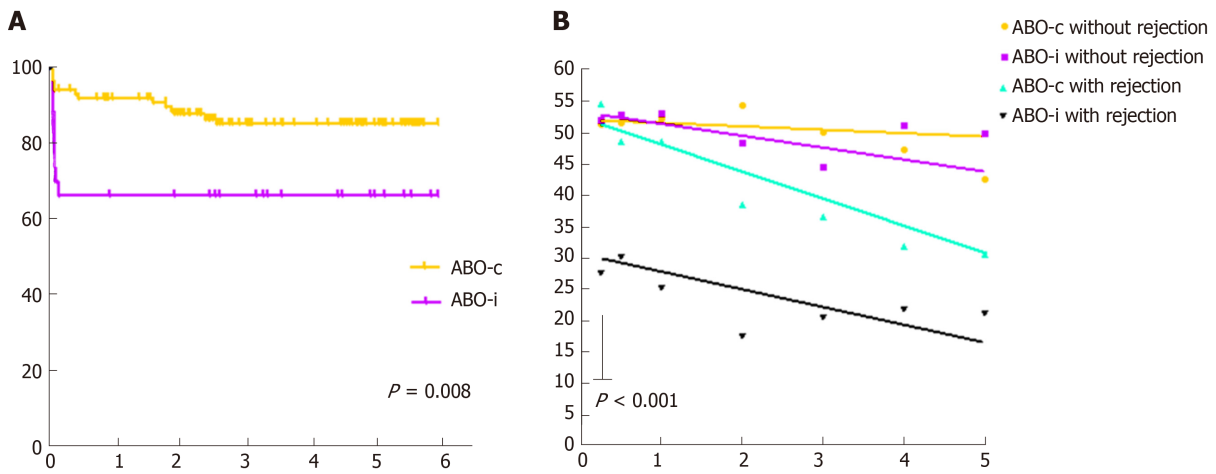 A
100
80
60
40
20
0
0 1 2 3 4 5 6
ABO-c
ABO-i
P = 0.008
B
ABO-c without rejection
ABO-i without rejection
ABO-c with rejection
ABO-i with rejection
60
55
50
45
40
35
30
25
20
15
10
5
0
0 1 2 3 4 5
P < 0.001